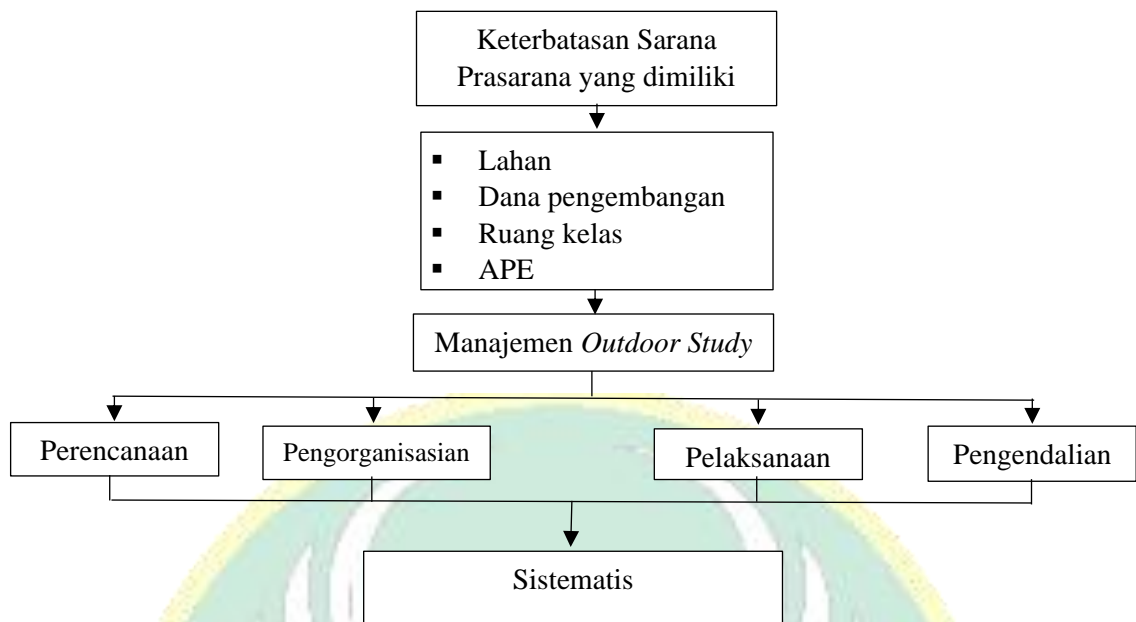 Keterbatasan Sarana
Prasarana yang dimiliki
▪ Lahan
▪ Dana pengembangan
▪ Ruang kelas
▪ APE
Manajemen Outdoor Study
Perencanaan
Pengorganisasian
Pelaksanaan
Pengendalian
Sistematis